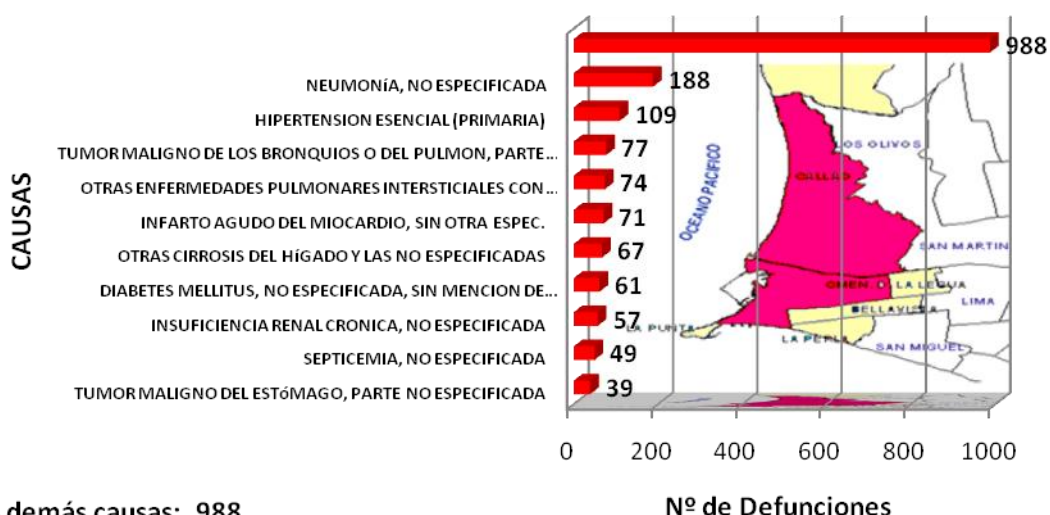 988
NEUMONíA, NO ESPECIFICADA 188
HIPERTENSION ESENCIAL (PRIMARIA) 109
TUMOR MALIGNO DE LOS BRONQUIOS O DEL PULMON, PARTE... 77
OTRAS ENFERMEDADES PULMONARES INTERSTICIALES CON ... 74
INFARTO AGUDO DEL MIOCARDIO, SIN OTRA ESPEC. 71
OTRAS CIRROSIS DEL HíGADO Y LAS NO ESPECIFICADAS 67
DIABETES MELLITUS, NO ESPECIFICADA, SIN MENCION DE... 61
INSUFICIENCIA RENAL CRONICA, NO ESPECIFICADA 57
SEPTICEMIA, NO ESPECIFICADA 49
TUMOR MALIGNO DEL ESTóMAGO, PARTE NO ESPECIFICADA 39
CAUSAS
LOS OLIVOS
CALLAO
OCEANO PACIFICO
SAN MARTIN
LA LEGUA
LIMA
BELLAVISTA
LA PUNTA
LA PERLA
SAN MIGUEL
0 200 400 600 800 1000
Nº de Defunciones
demás causas: 988